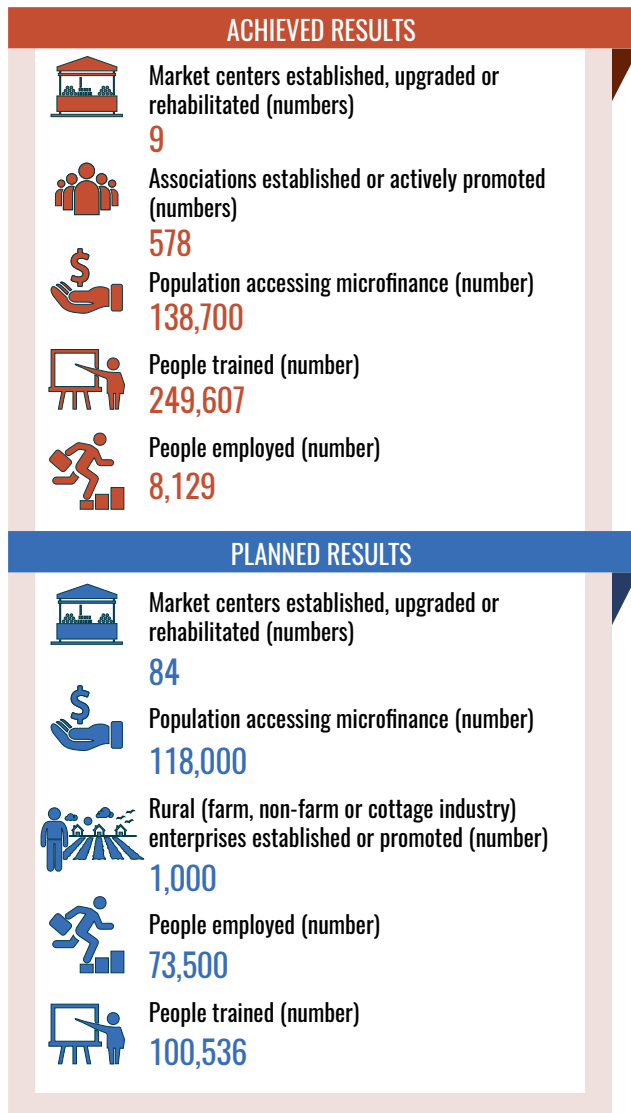 ACHIEVED RESULTS
Market centers established, upgraded or
rehabilitated (numbers)
9
Associations established or actively promoted
(numbers)
578
Population accessing microfinance (number)
138,700
People trained (number)
249,607
People employed (number)
8,129
PLANNED RESULTS
Market centers established, upgraded or
rehabilitated (numbers)
84
Population accessing microfinance (number)
118,000
Rural (farm, non-farm or cottage industry)
enterprises established or promoted (number)
1,000
People employed (number)
73,500
People trained (number)
100,536